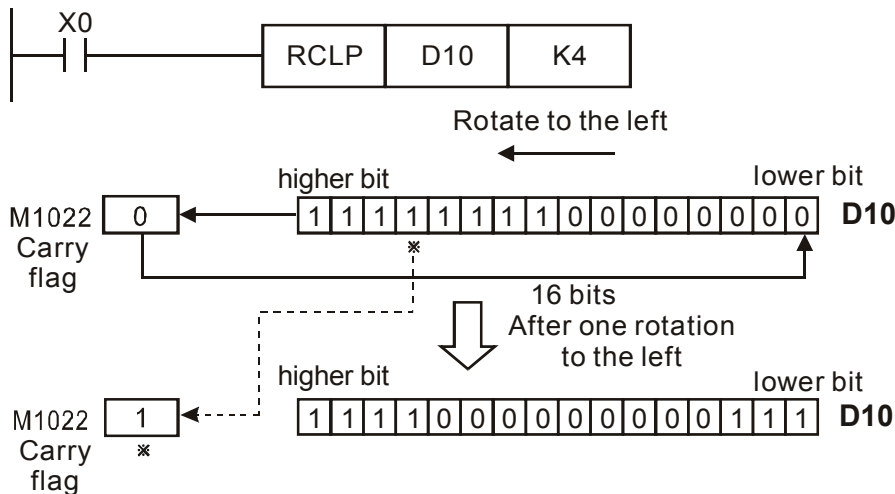 X0
RCLP D10 K4
Rotate to the left
higher bit lower bit
M1022 0 1 1 1 1 1 1 1 1 0 0 0 0 0 0 0 0 D10
Carry
flag
※
16 bits
After one rotation
to the left
higher bit lower bit
M1022 1 1 1 1 1 0 0 0 0 0 0 0 0 1 1 1 D10
Carry ※
flag